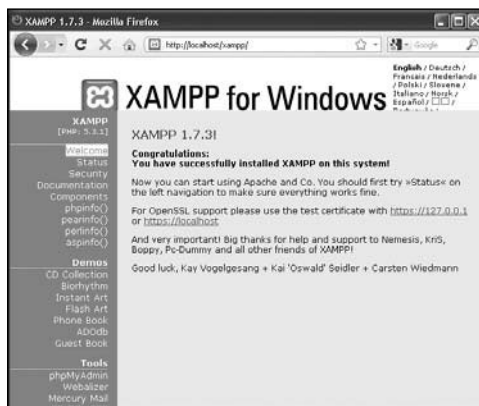 XAMPP 1.7.3 - Mozilla Firefox
http://localhost/xampp/
Google
English / Deutsch /
Francais / Nederlands
/ Polski / Slovene /
Italiano / Norsk /
Español / /
XAMPP for Windows
XAMPP
[PHP: 5.3.1]
Welcome
Status
Security
Documentation
Components
phpinfo()
pearinfo()
perlinfo()
aspinfo()
Demos
CD Collection
Biorhythm
Instant Art
Flash Art
Phone Book
ADOdb
Guest Book
Tools
phpMyAdmin
Webalizer
Mercury Mail
XAMPP 1.7.3!
Congratulations:
You have successfully installed XAMPP on this system!
Now you can start using Apache and Co. You should first try »Status« on
the left navigation to make sure everything works fine.
For OpenSSL support please use the test certificate with https://127.0.0.1
or https://localhost
And very important! Big thanks for help and support to Nemesis, KriS,
Boppy, Pc-Dummy and all other friends of XAMPP!
Good luck, Kay Vogelgesang + Kai 'Oswald' Seidler + Carsten Wiedmann